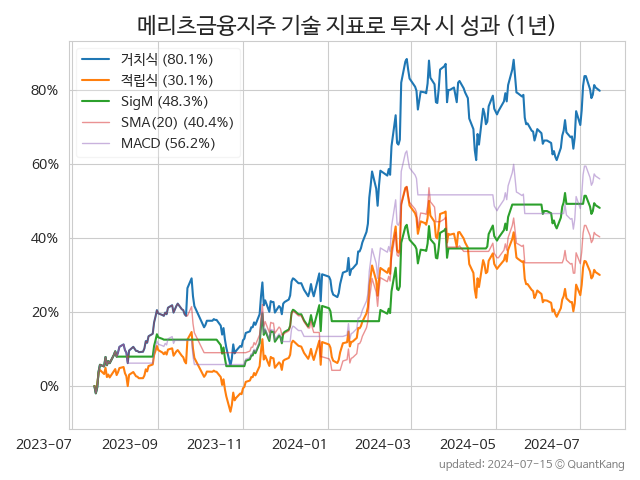 메리츠금융지주 기술 지표로 투자 시 성과 (1년)
거치식 (80.1%)
적립식 (30.1%)
SigM (48.3%)
SMA(20) (40.4%)
MACD (56.2%)
80%
60%
40%
20%
0%
2023-07 2023-09 2023-11 2024-01 2024-03 2024-05 2024-07
updated: 2024-07-15 © QuantKang